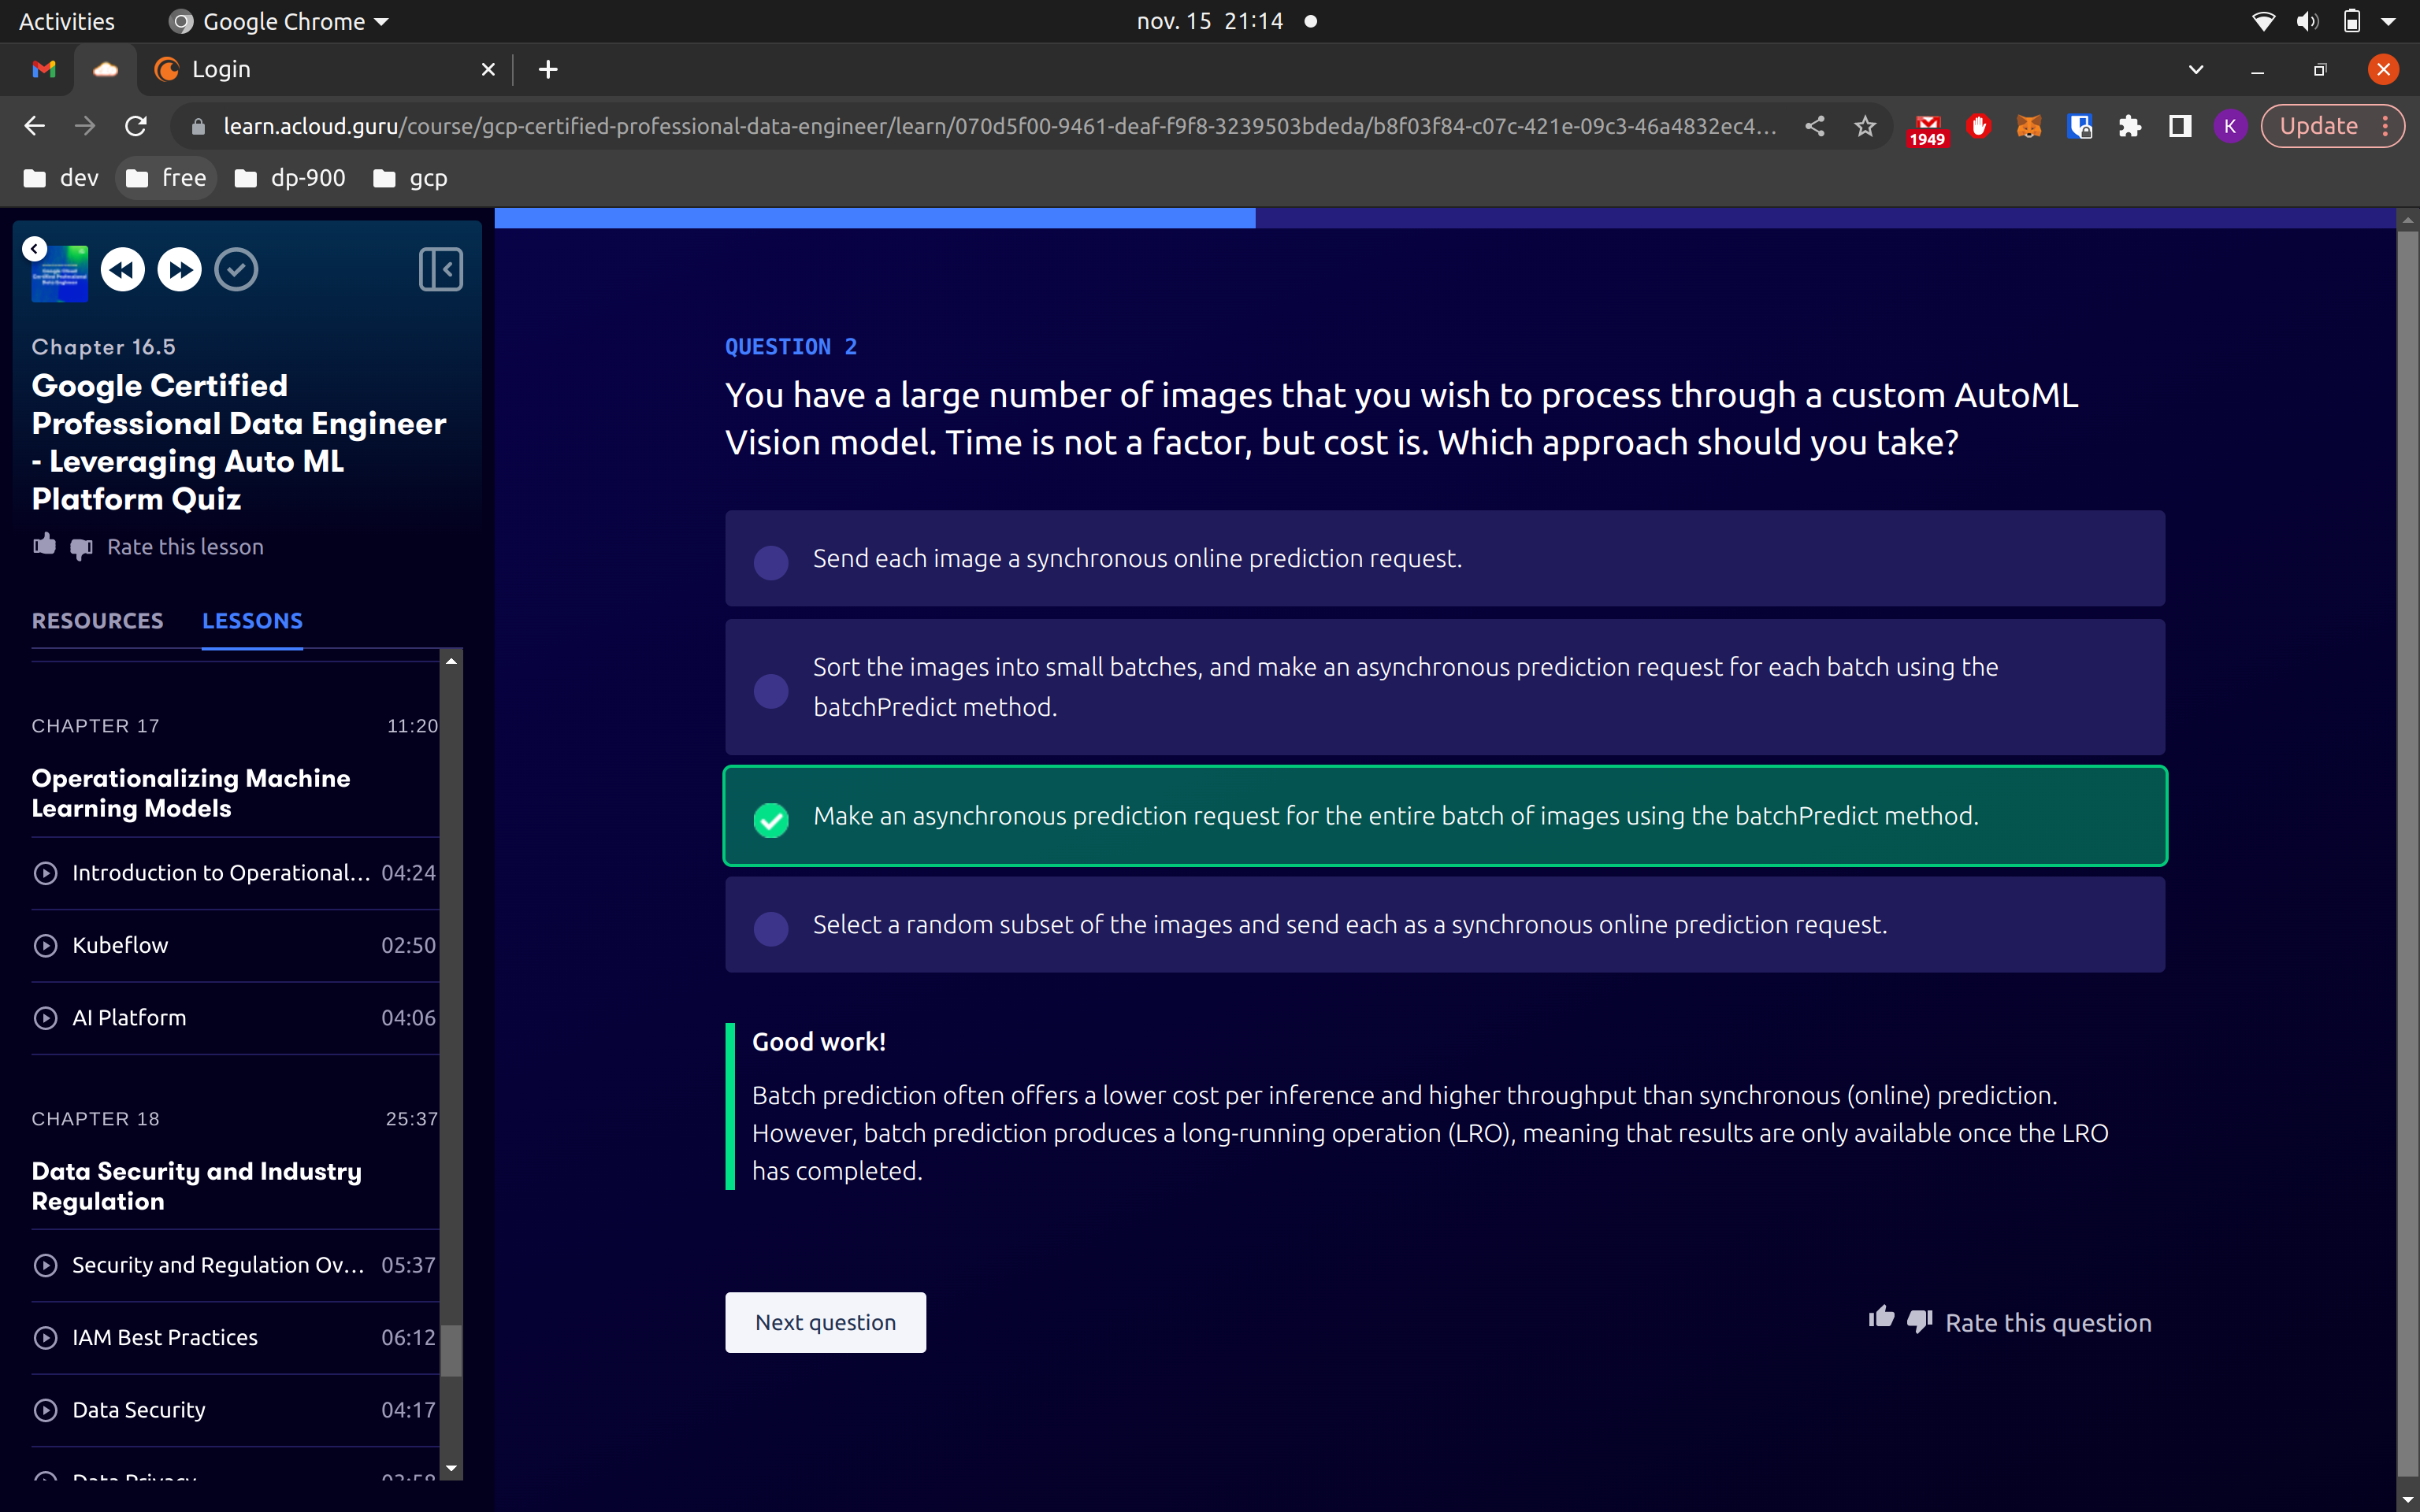 Activities
Google Chrome
nov. 15 21:14
Login
learn.acloud.guru/course/gcp-certified-professional-data-engineer/learn/070d5f00-9461-deaf-f9f8-3239503bdeda/b8f03f84-c07c-421e-09c3-46a4832ec4...
1949
K
Update
dev
free
dp-900
gcp
Chapter 16.5
Google Certified
Professional Data Engineer
- Leveraging Auto ML
Platform Quiz
Rate this lesson
RESOURCES
LESSONS
CHAPTER 17 11:20
Operationalizing Machine
Learning Models
Introduction to Operational... 04:24
Kubeflow 02:50
AI Platform 04:06
CHAPTER 18 25:37
Data Security and Industry
Regulation
Security and Regulation Ov... 05:37
IAM Best Practices 06:12
Data Security 04:17
Data Privacy 03:58
QUESTION 2
You have a large number of images that you wish to process through a custom AutoML
Vision model. Time is not a factor, but cost is. Which approach should you take?
Send each image a synchronous online prediction request.
Sort the images into small batches, and make an asynchronous prediction request for each batch using the
batchPredict method.
Make an asynchronous prediction request for the entire batch of images using the batchPredict method.
Select a random subset of the images and send each as a synchronous online prediction request.
Good work!
Batch prediction often offers a lower cost per inference and higher throughput than synchronous (online) prediction.
However, batch prediction produces a long-running operation (LRO), meaning that results are only available once the LRO
has completed.
Next question
Rate this question